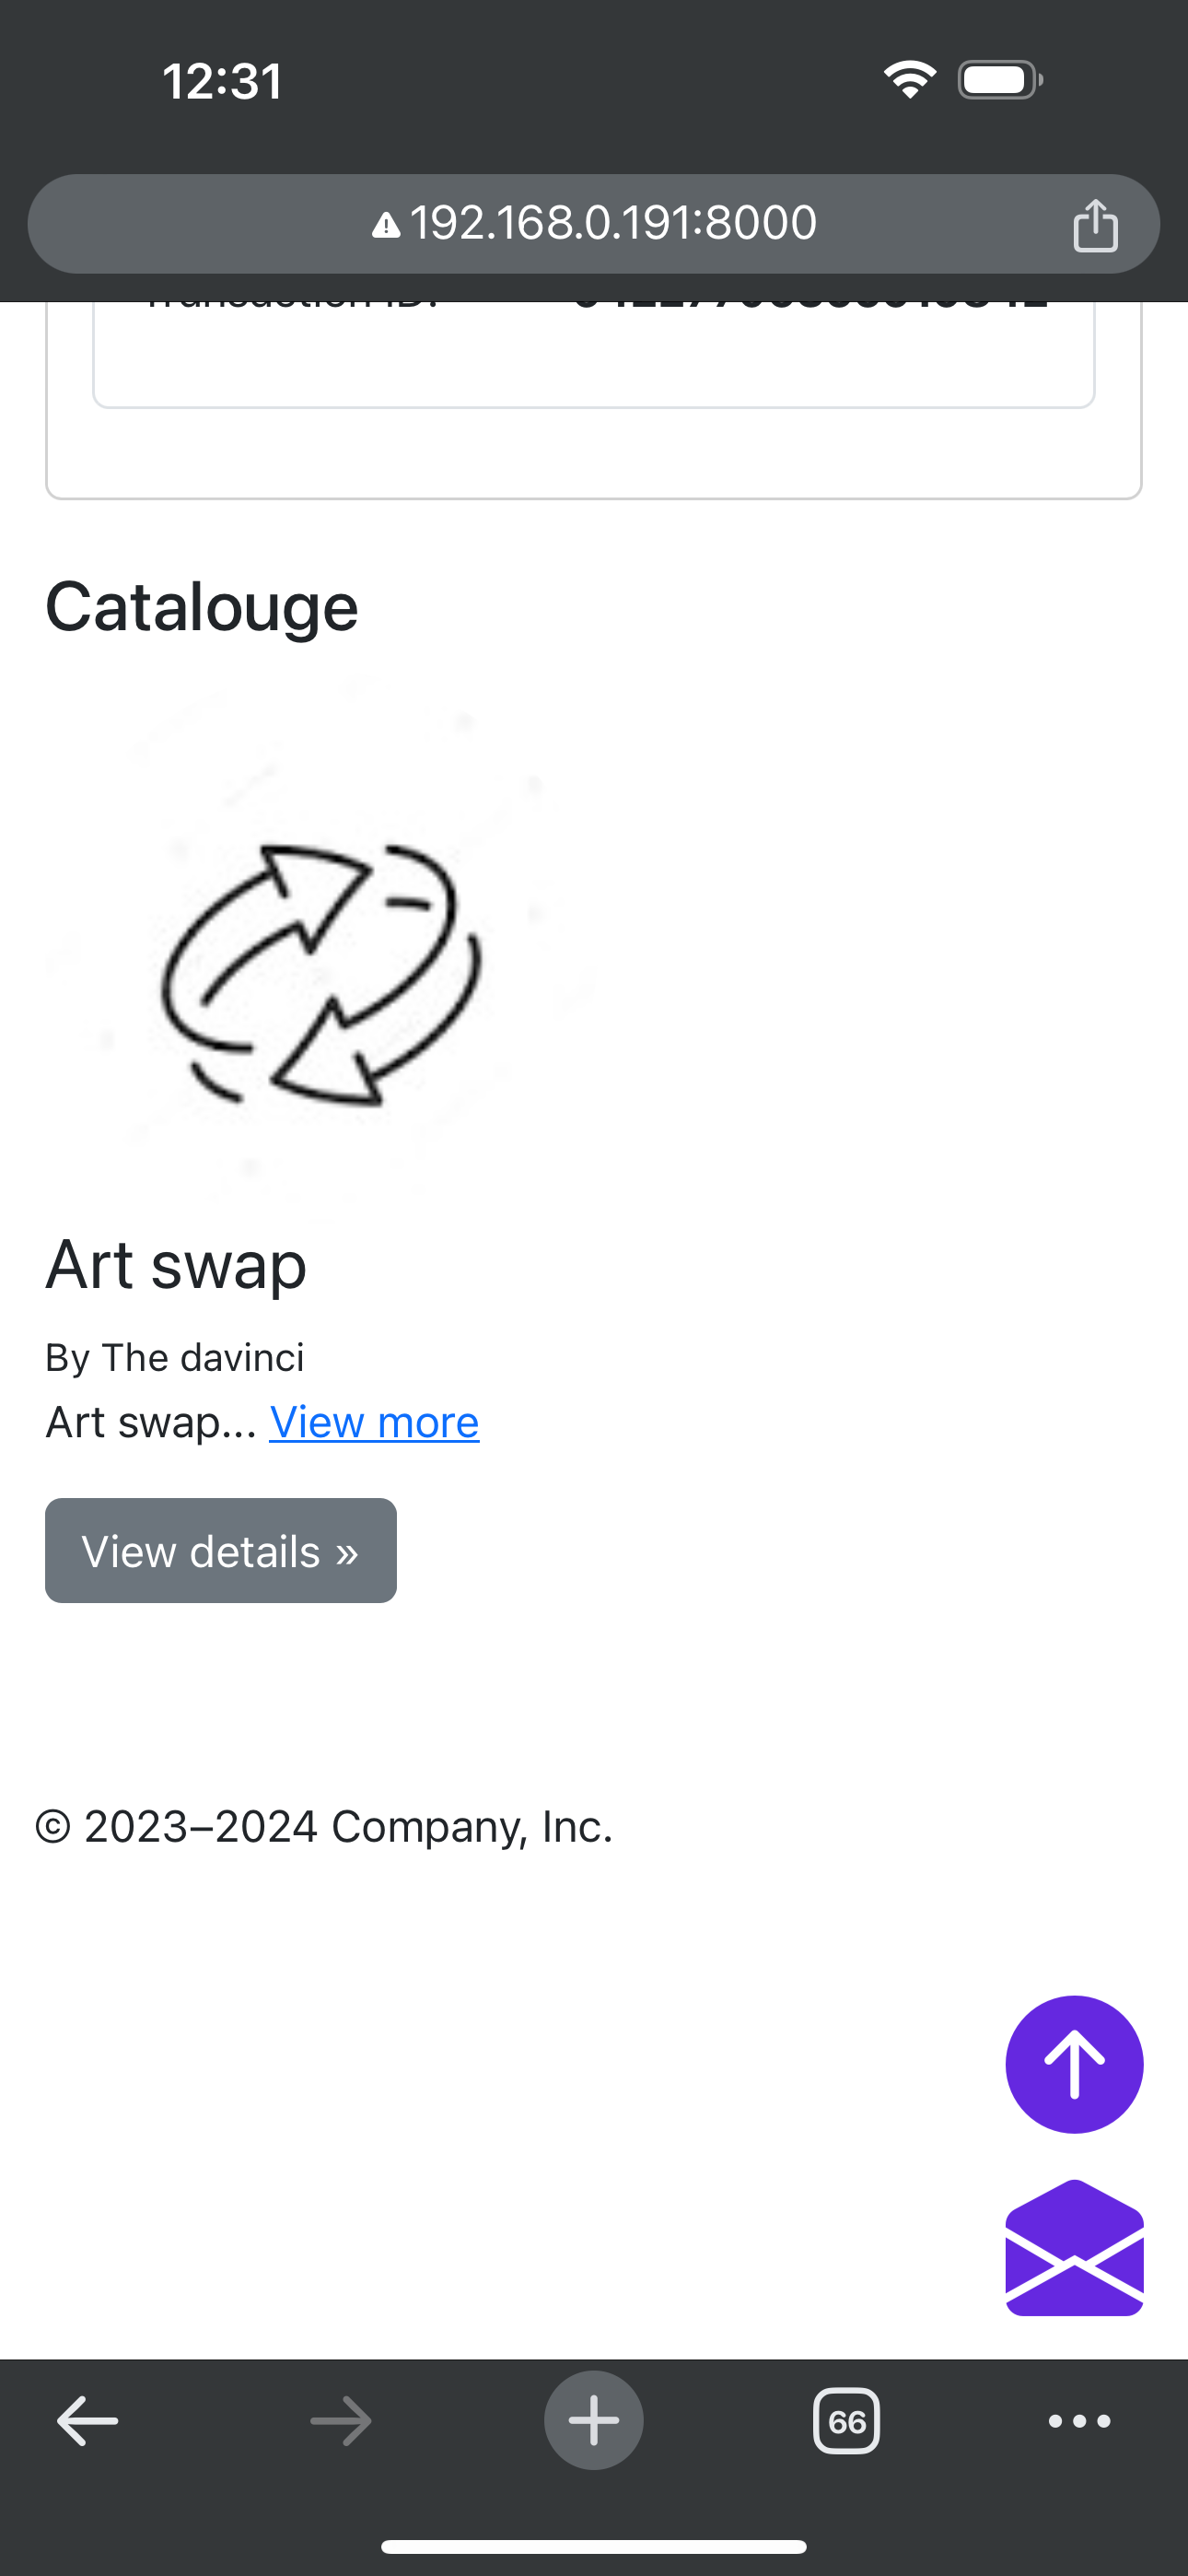 12:31
192.168.0.191:8000
Transaction ID:
Catalouge
Art swap
By The davinci
Art swap... View more
View details »
© 2023–2024 Company, Inc.
66